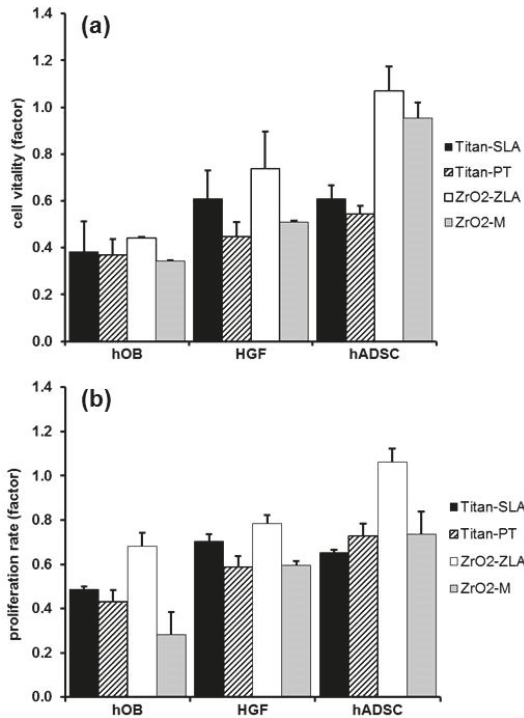 (a)
cell vitality (factor)
1.4
1.2
1.0
0.8
0.6
0.4
0.2
0.0
hOB HGF hADSC
Titan-SLA
Titan-PT
ZrO2-ZLA
ZrO2-M
(b)
proliferation rate (factor)
1.4
1.2
1.0
0.8
0.6
0.4
0.2
0.0
hOB HGF hADSC
Titan-SLA
Titan-PT
ZrO2-ZLA
ZrO2-M